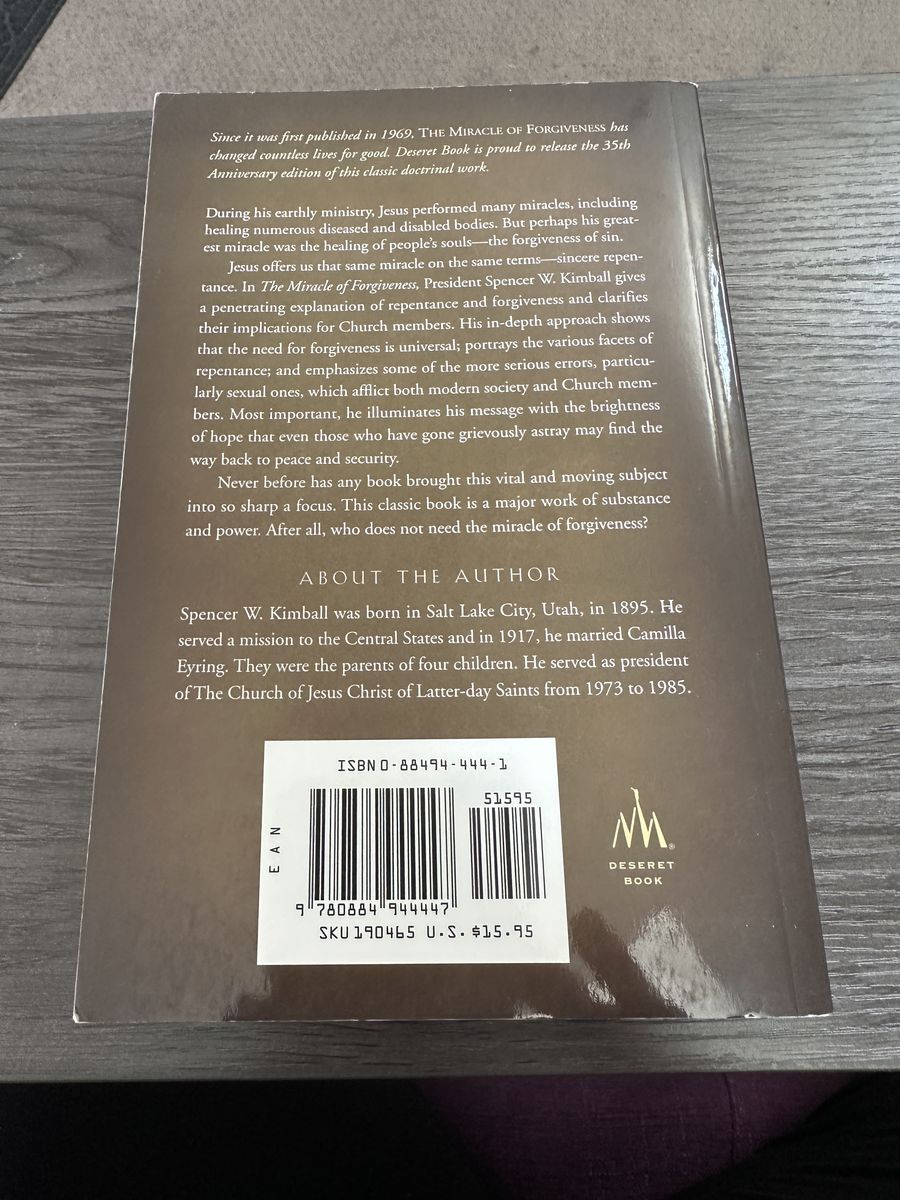 Since it was first published in 1969, THE MIRACLE OF FORGIVENESS has
changed countless lives for good. Deseret Book is proud to release the 35th
Anniversary edition of this classic doctrinal work.
During his earthly ministry, Jesus performed many miracles, including
healing numerous diseased and disabled bodies. But perhaps his great-
est miracle was the healing of people's souls—the forgiveness of sin.
Jesus offers us that same miracle on the same terms—sincere repen-
tance. In The Miracle of Forgiveness, President Spencer W. Kimball gives
a penetrating explanation of repentance and forgiveness and clarifies
their implications for Church members. His in-depth approach shows
that the need for forgiveness is universal; portrays the various facets of
repentance; and emphasizes some of the more serious errors, particu-
larly sexual ones, which afflict both modern society and Church mem-
bers. Most important, he illuminates his message with the brightness
of hope that even those who have gone grievously astray may find the
way back to peace and security.
Never before has any book brought this vital and moving subject
into so sharp a focus. This classic book is a major work of substance
and power. After all, who does not need the miracle of forgiveness?
ABOUT THE AUTHOR
Spencer W. Kimball was born in Salt Lake City, Utah, in 1895. He
served a mission to the Central States and in 1917, he married Camilla
Eyring. They were the parents of four children. He served as president
of The Church of Jesus Christ of Latter-day Saints from 1973 to 1985.
ISBN 0-88494-444-1
51595
EAN
9 780884 944447
SKU 190465 U.S. $15.95
DESERET
BOOK